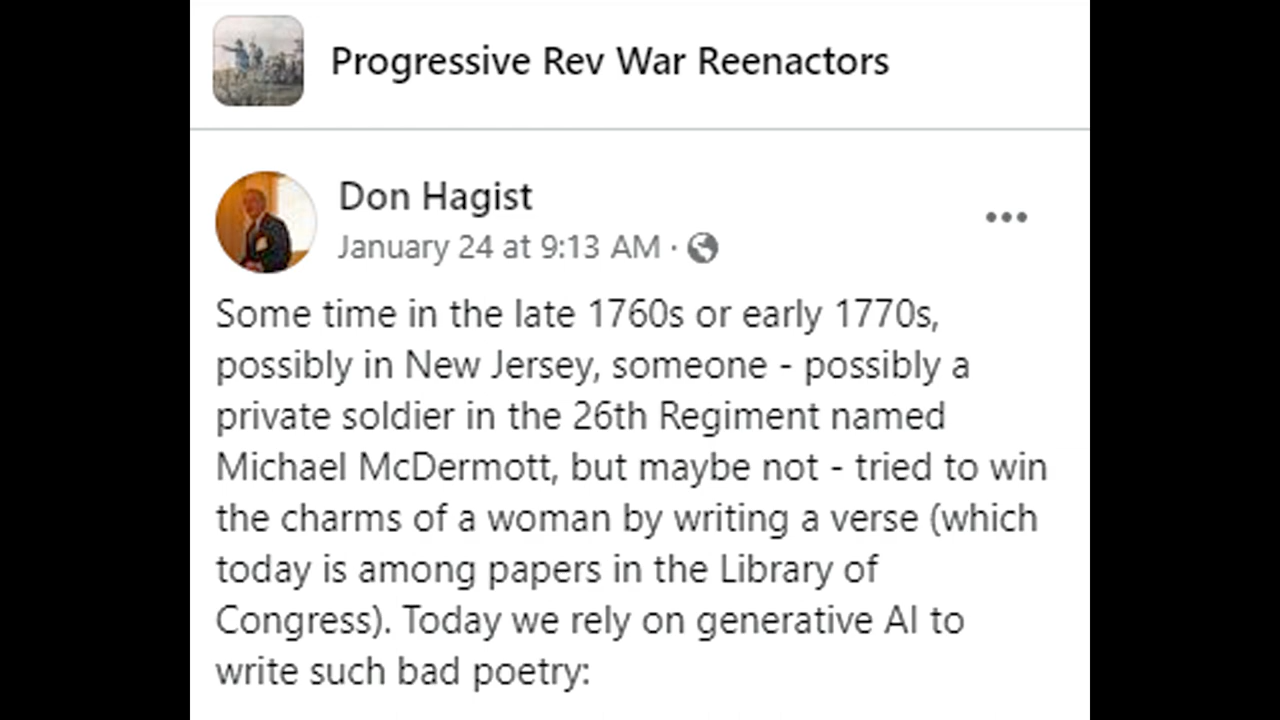 Progressive Rev War Reenactors
Don Hagist
January 24 at 9:13 AM ·
Some time in the late 1760s or early 1770s,
possibly in New Jersey, someone - possibly a
private soldier in the 26th Regiment named
Michael McDermott, but maybe not - tried to win
the charms of a woman by writing a verse (which
today is among papers in the Library of
Congress). Today we rely on generative AI to
write such bad poetry: